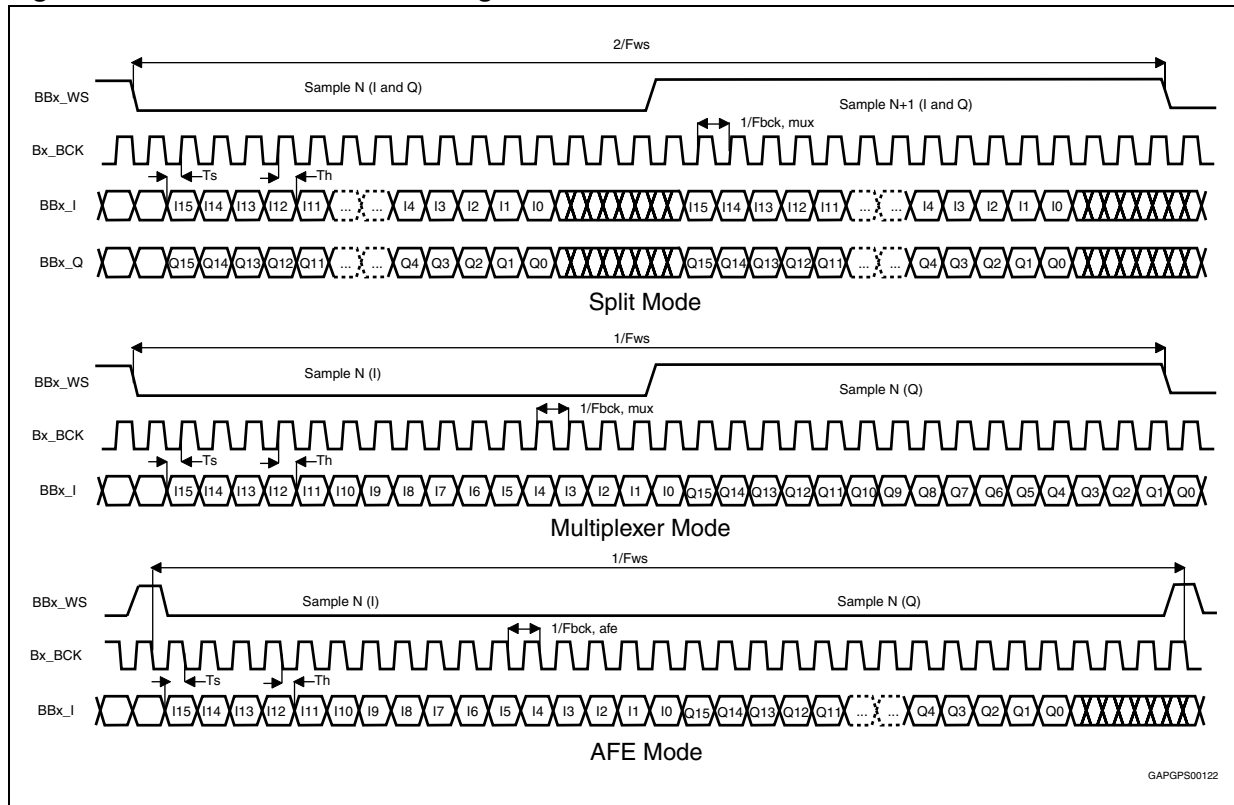 2/Fws
BBx_WS
Sample N (I and Q)
Sample N+1 (I and Q)
1/Fbck, mux
Bx_BCK
Ts
Th
BBx_I
I15 I14 I13 I12 I11 ... ... I4 I3 I2 I1 I0 I15 I14 I13 I12 I11 ... ... I4 I3 I2 I1 I0
BBx_Q
Q15 Q14 Q13 Q12 Q11 ... ... Q4 Q3 Q2 Q1 Q0 Q15 Q14 Q13 Q12 Q11 ... ... Q4 Q3 Q2 Q1 Q0
Split Mode
1/Fws
BBx_WS
Sample N (I)
Sample N (Q)
1/Fbck, mux
Bx_BCK
Ts
Th
BBx_I
I15 I14 I13 I12 I11 I10 I9 I8 I7 I6 I5 I4 I3 I2 I1 I0 Q15 Q14 Q13 Q12 Q11 Q10 Q9 Q8 Q7 Q6 Q5 Q4 Q3 Q2 Q1 Q0
Multiplexer Mode
1/Fws
BBx_WS
Sample N (I)
Sample N (Q)
1/Fbck, afe
Bx_BCK
Ts
Th
BBx_I
I15 I14 I13 I12 I11 I10 I9 I8 I7 I6 I5 I4 I3 I2 I1 I0 Q15 Q14 Q13 Q12 Q11 ... ... Q4 Q3 Q2 Q1 Q0
AFE Mode
GAPGPS00122